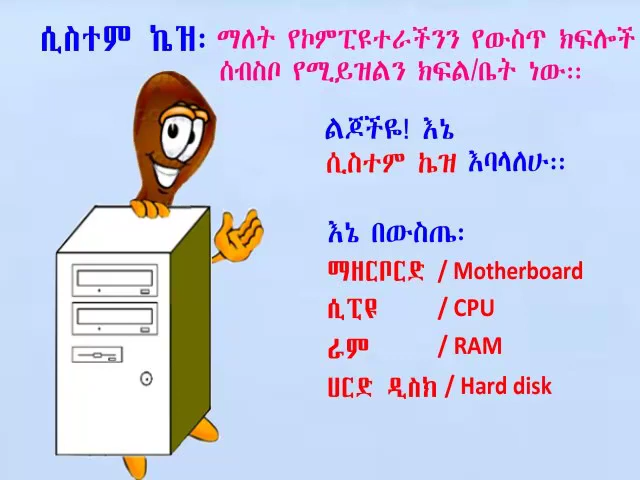 ሲስተም ኬዝ፡ ማለት የኮምፒዩተራችንን የውስጥ ክፍሎች
ሰብስቦ የሚይዝልን ክፍል/ቤት ነው፡፡
ልጆችዬ! እኔ
ሲስተም ኬዝ እባላለሁ፡፡
እኔ በውስጤ፡
ማዘርቦርድ / Motherboard
ሲፒዩ / CPU
ራም / RAM
ሀርድ ዲስክ / Hard disk